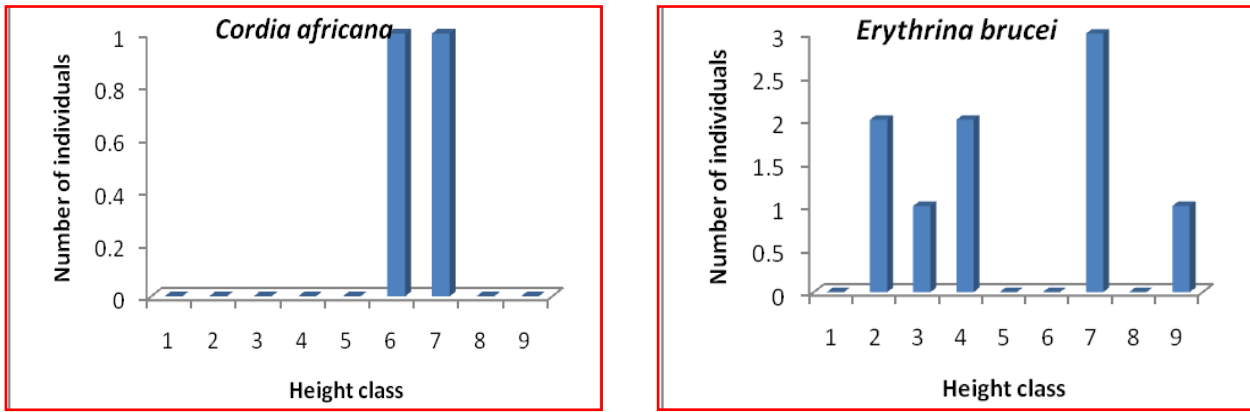 Cordia africana
Number of individuals
1
0.8
0.6
0.4
0.2
0
1 2 3 4 5 6 7 8 9
Height class
Erythrina brucei
Number of individuals
3
2.5
2
1.5
1
0.5
0
1 2 3 4 5 6 7 8 9
Height class